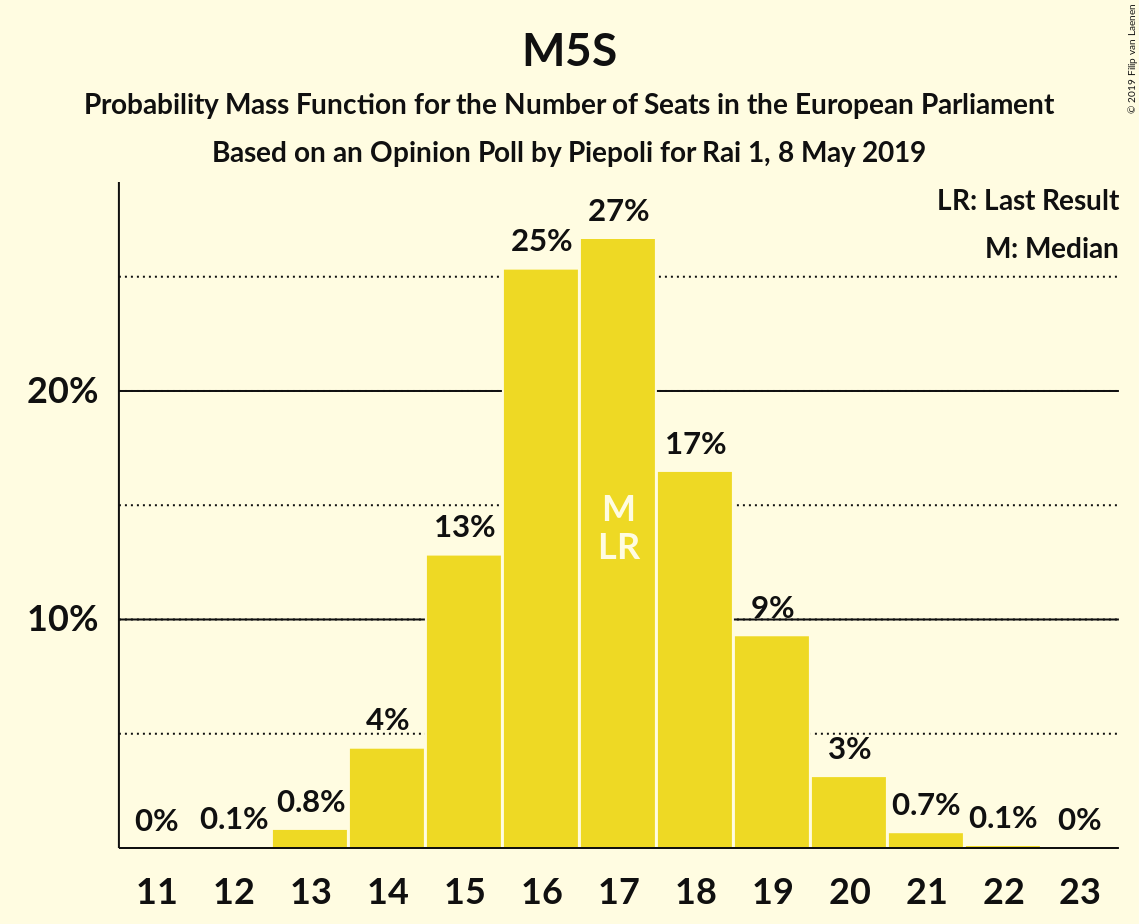 M5S
Probability Mass Function for the Number of Seats in the European Parliament
Based on an Opinion Poll by Piepoli for Rai 1, 8 May 2019
© 2019 Filip van Laenen
LR: Last Result
M: Median
20%
10%
0%
0.1%
0.8%
4%
13%
25%
27%
17%
9%
3%
0.7%
0.1%
0%
M
LR
11 12 13 14 15 16 17 18 19 20 21 22 23